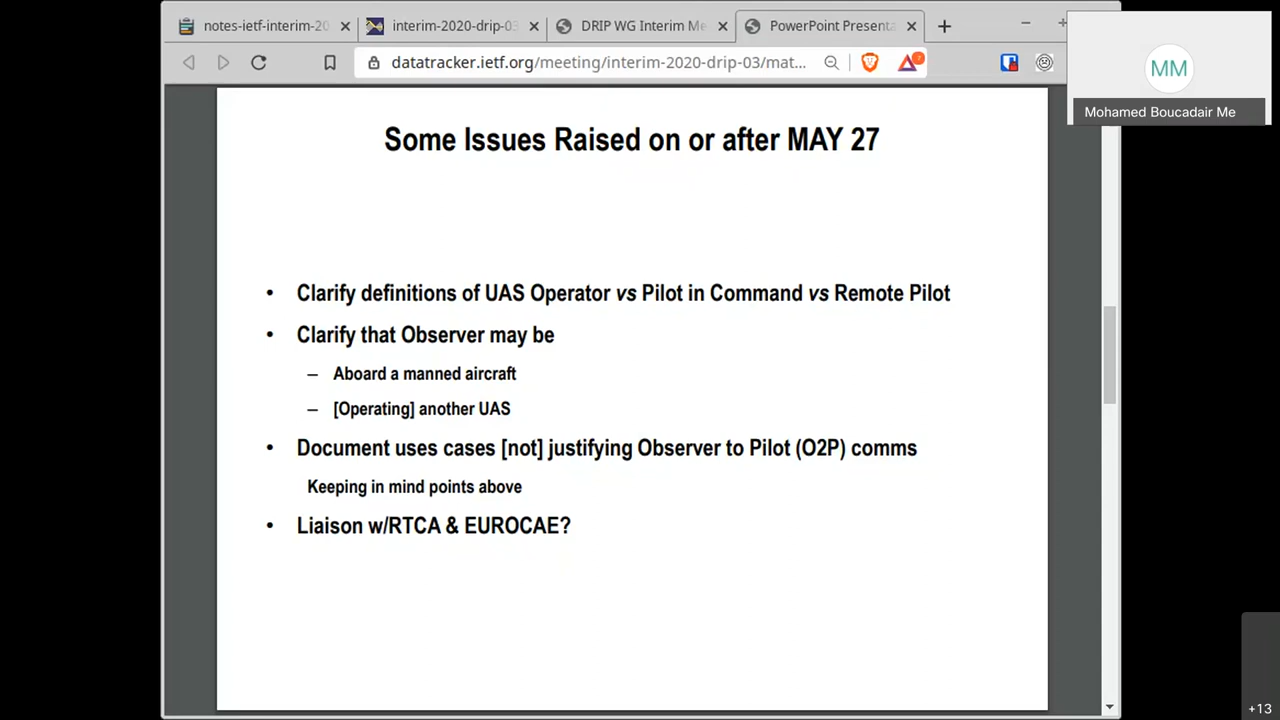 notes-ietf-interim-20
interim-2020-drip-03
DRIP WG Interim Me
PowerPoint Presenta
datatracker.ietf.org/meeting/interim-2020-drip-03/mat...
MM
Mohamed Boucadair Me
Some Issues Raised on or after MAY 27
• Clarify definitions of UAS Operator vs Pilot in Command vs Remote Pilot
• Clarify that Observer may be
– Aboard a manned aircraft
– [Operating] another UAS
• Document uses cases [not] justifying Observer to Pilot (O2P) comms
Keeping in mind points above
• Liaison w/RTCA & EUROCAE?
+13